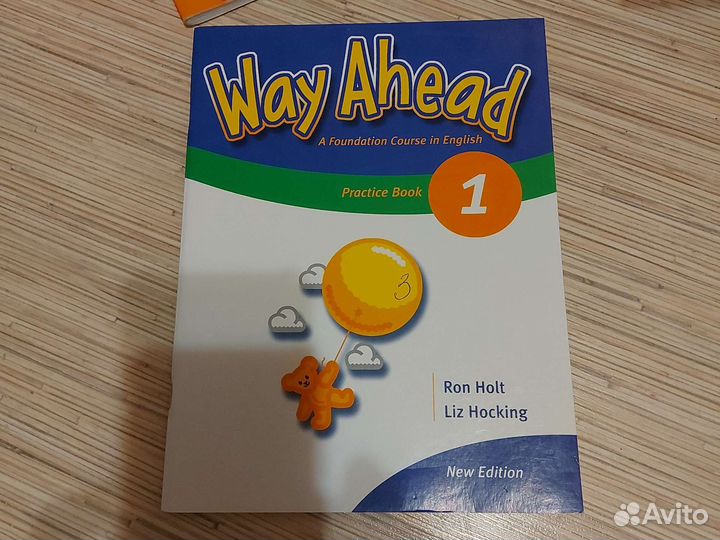 Way Ahead
A Foundation Course in English
Practice Book 1
3
Ron Holt
Liz Hocking
New Edition
Avito